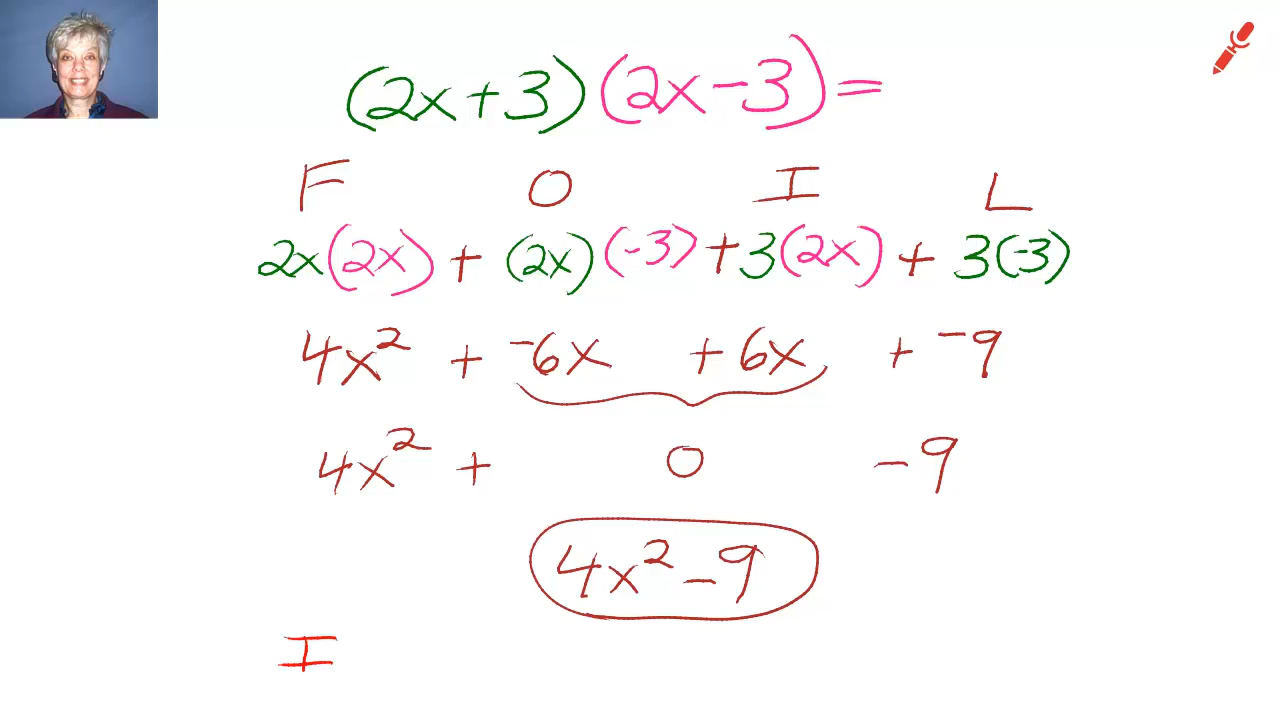 (2x+3)(2x-3)=
F O I L
2x(2x) + (2x)(-3) +3(2x) + 3(-3)
4x² + ⁻6x +6x + ⁻9
4x² + 0 -9
4x²-9
I